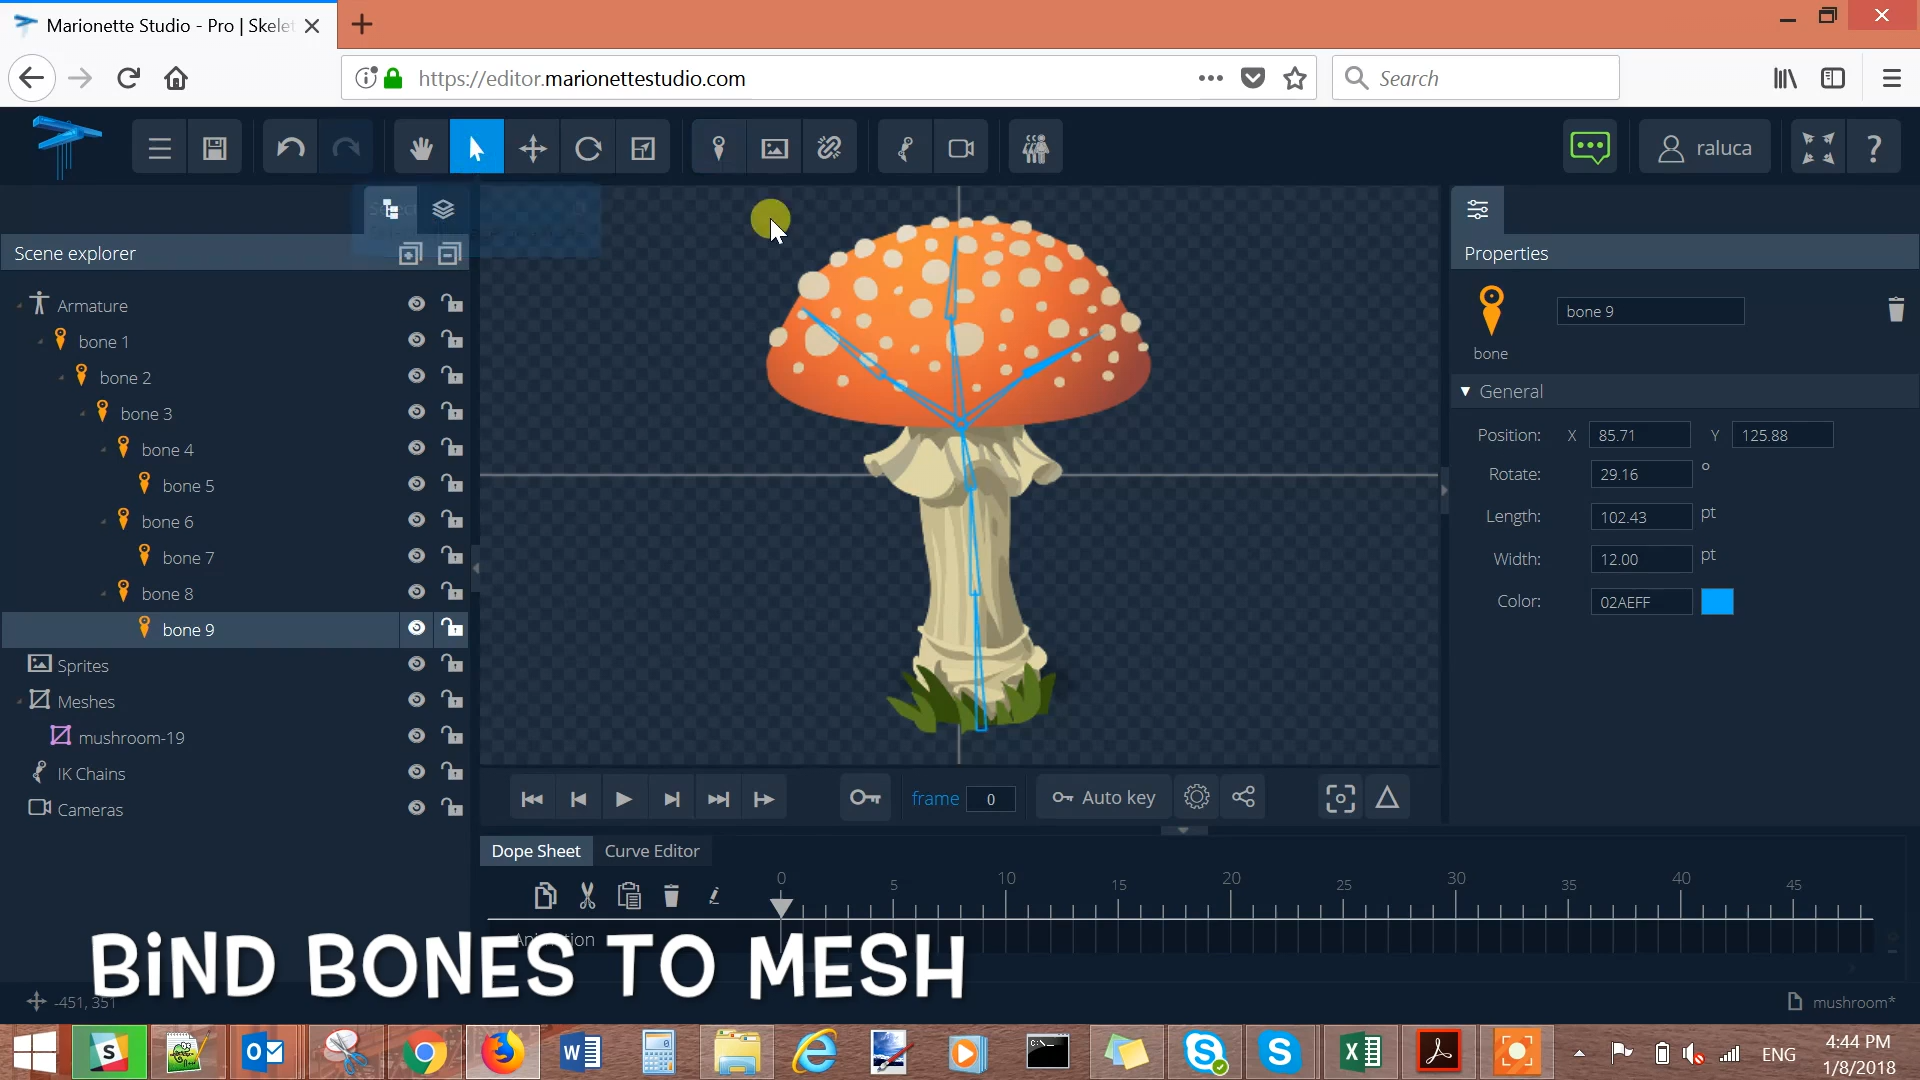 Marionette Studio - Pro | Skele
https://editor.marionettestudio.com
Search
raluca
?
Scene explorer
Properties
Armature
bone 1
bone 2
bone 3
bone 4
bone 5
bone 6
bone 7
bone 8
bone 9
Sprites
Meshes
mushroom-19
IK Chains
Cameras
bone 9
bone
General
Position: X 85.71 Y 125.88
Rotate: 29.16 °
Length: 102.43 pt
Width: 12.00 pt
Color: 02AEFF
frame 0
Auto key
Dope Sheet Curve Editor
0 5 10 15 20 25 30 35 40 45
Animation
BIND BONES TO MESH
-451, 351
mushroom*
ENG
4:44 PM
1/8/2018